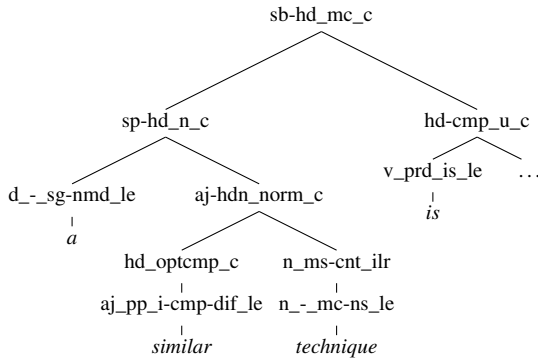 sb-hd_mc_c
sp-hd_n_c hd-cmp_u_c
d_-_sg-nmd_le aj-hdn_norm_c v_prd_is_le ...
a is
hd_optcmp_c n_ms-cnt_ilr
aj_pp_i-cmp-dif_le n_-_mc-ns_le
similar technique